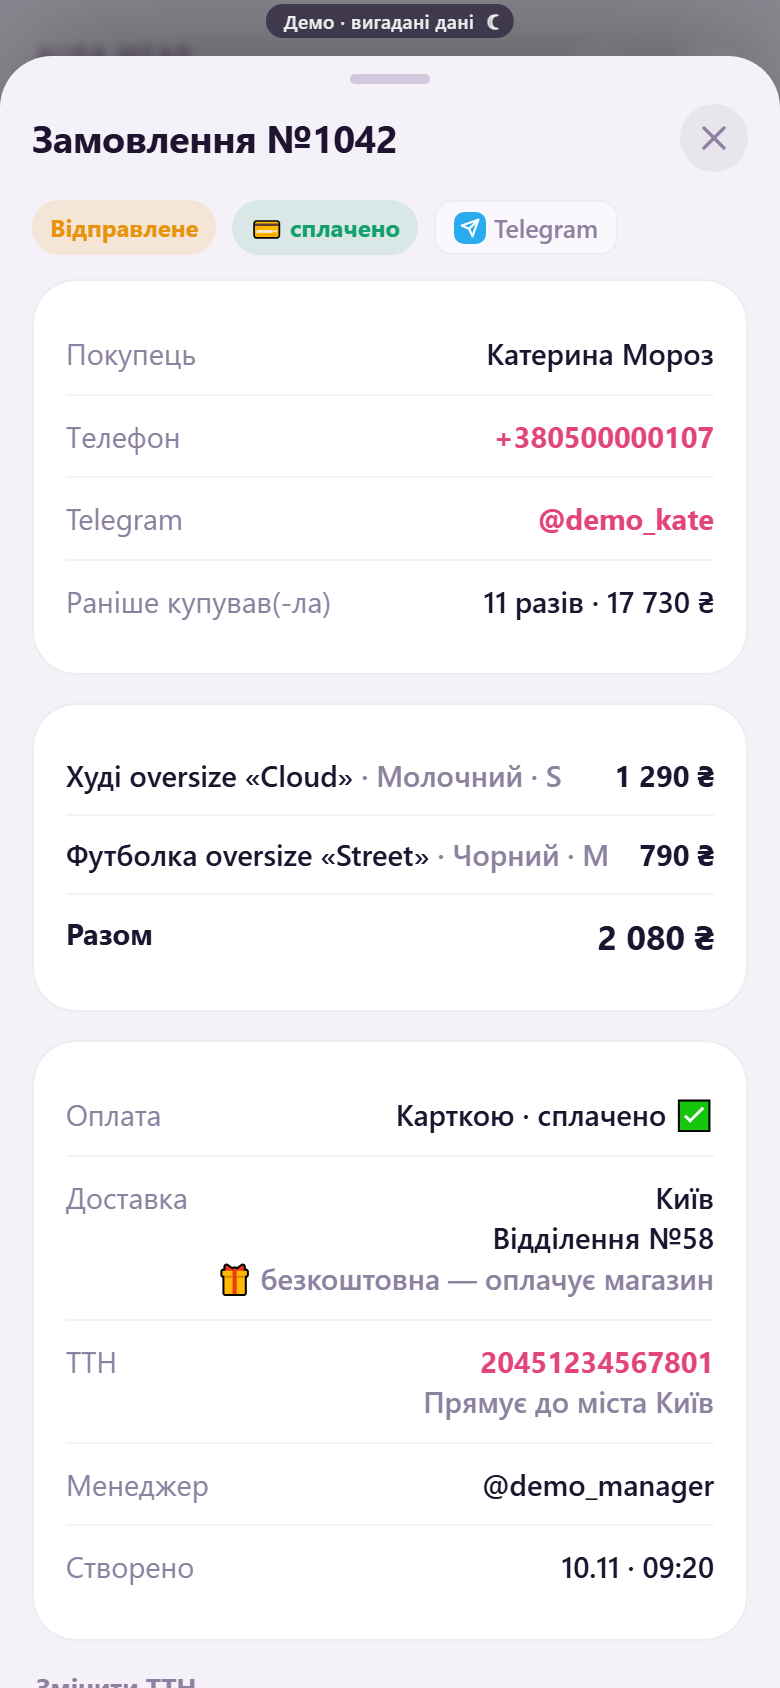 Демо · вигадані дані
Замовлення №1042
Відправлене
сплачено
Telegram
Покупець Катерина Мороз
Телефон +380500000107
Telegram @demo_kate
Раніше купував(-ла) 11 разів · 17 730 ₴
Худі oversize «Cloud» · Молочний · S 1 290 ₴
Футболка oversize «Street» · Чорний · M 790 ₴
Разом 2 080 ₴
Оплата Карткою · сплачено ✅
Доставка Київ
Відділення №58
🎁 безкоштовна — оплачує магазин
ТТН 20451234567801
Прямує до міста Київ
Менеджер @demo_manager
Створено 10.11 · 09:20
Змінити ТТН